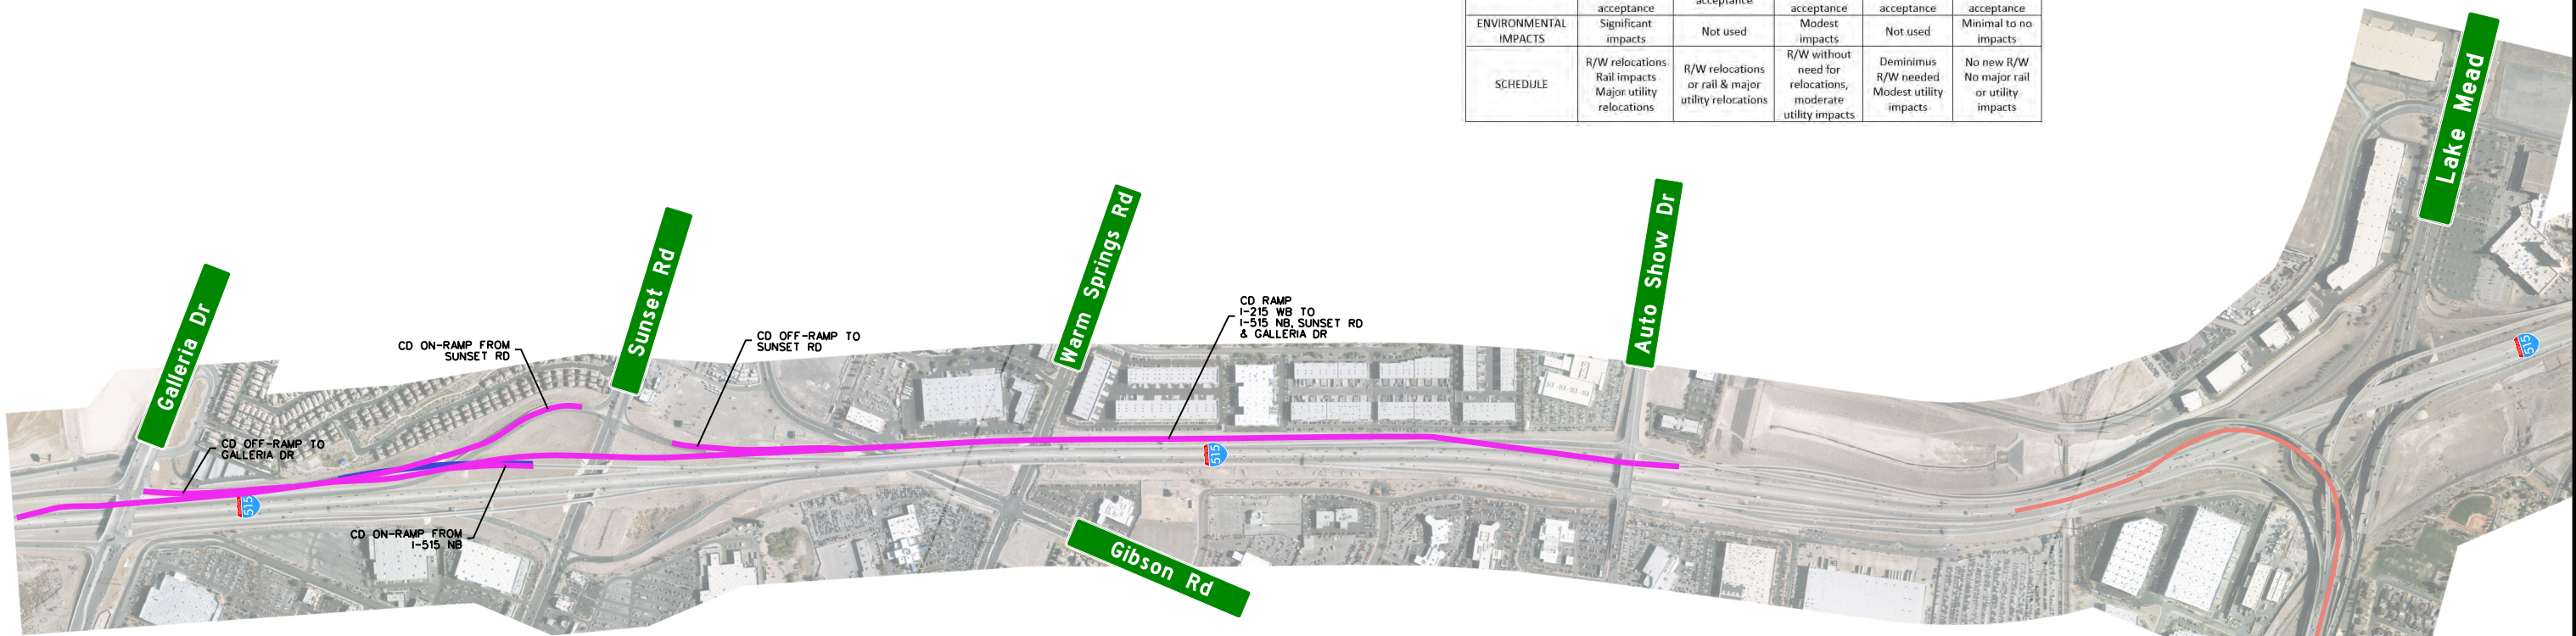 acceptance
acceptance
acceptance
acceptance
acceptance
ENVIRONMENTAL
IMPACTS
Significant
impacts
Not used
Modest
impacts
Not used
Minimal to no
impacts
SCHEDULE
R/W relocations
Rail impacts
Major utility
relocations
R/W relocations
or rail & major
utility relocations
R/W without
need for
relocations,
moderate
utility impacts
Deminimus
R/W needed
Modest utility
impacts
No new R/W
No major rail
or utility
impacts
Lake Mead
Auto Show Dr
Warm Springs Rd
Sunset Rd
Galleria Dr
CD RAMP
I-215 WB TO
I-515 NB, SUNSET RD
& GALLERIA DR
CD OFF-RAMP TO
SUNSET RD
CD ON-RAMP FROM
SUNSET RD
CD OFF-RAMP TO
GALLERIA DR
CD ON-RAMP FROM
I-515 NB
Gibson Rd
515
515
515